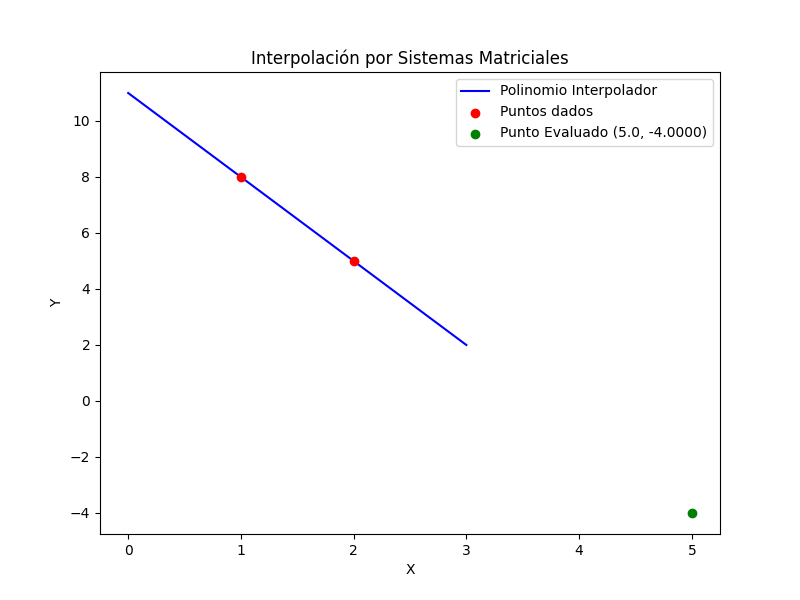 Interpolación por Sistemas Matriciales
Polinomio Interpolador
Puntos dados
Punto Evaluado (5.0, -4.0000)
10
8
6
4
2
0
−2
−4
Y
0 1 2 3 4 5
X